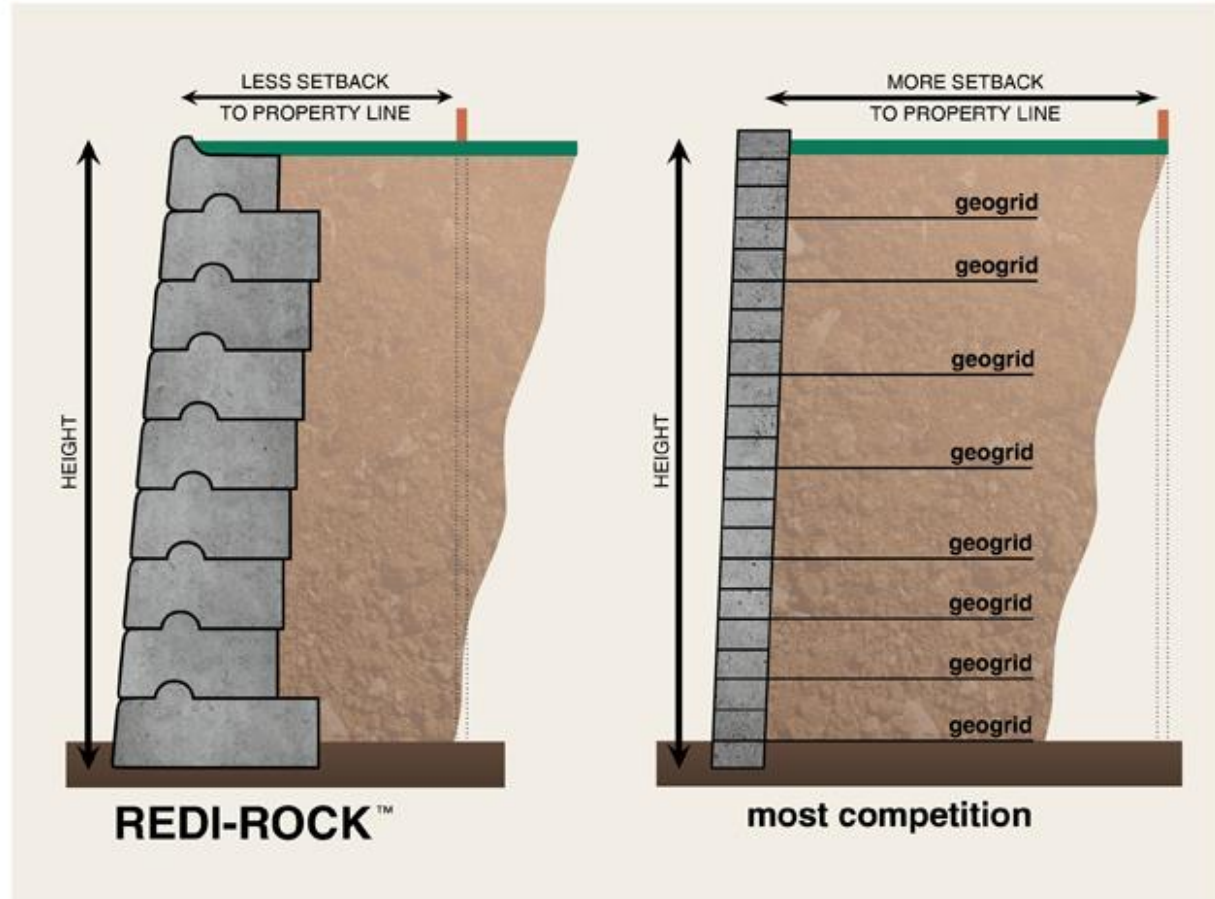 LESS SETBACK
TO PROPERTY LINE
HEIGHT
REDI-ROCK™
MORE SETBACK
TO PROPERTY LINE
HEIGHT
geogrid
geogrid
geogrid
geogrid
geogrid
geogrid
geogrid
geogrid
most competition